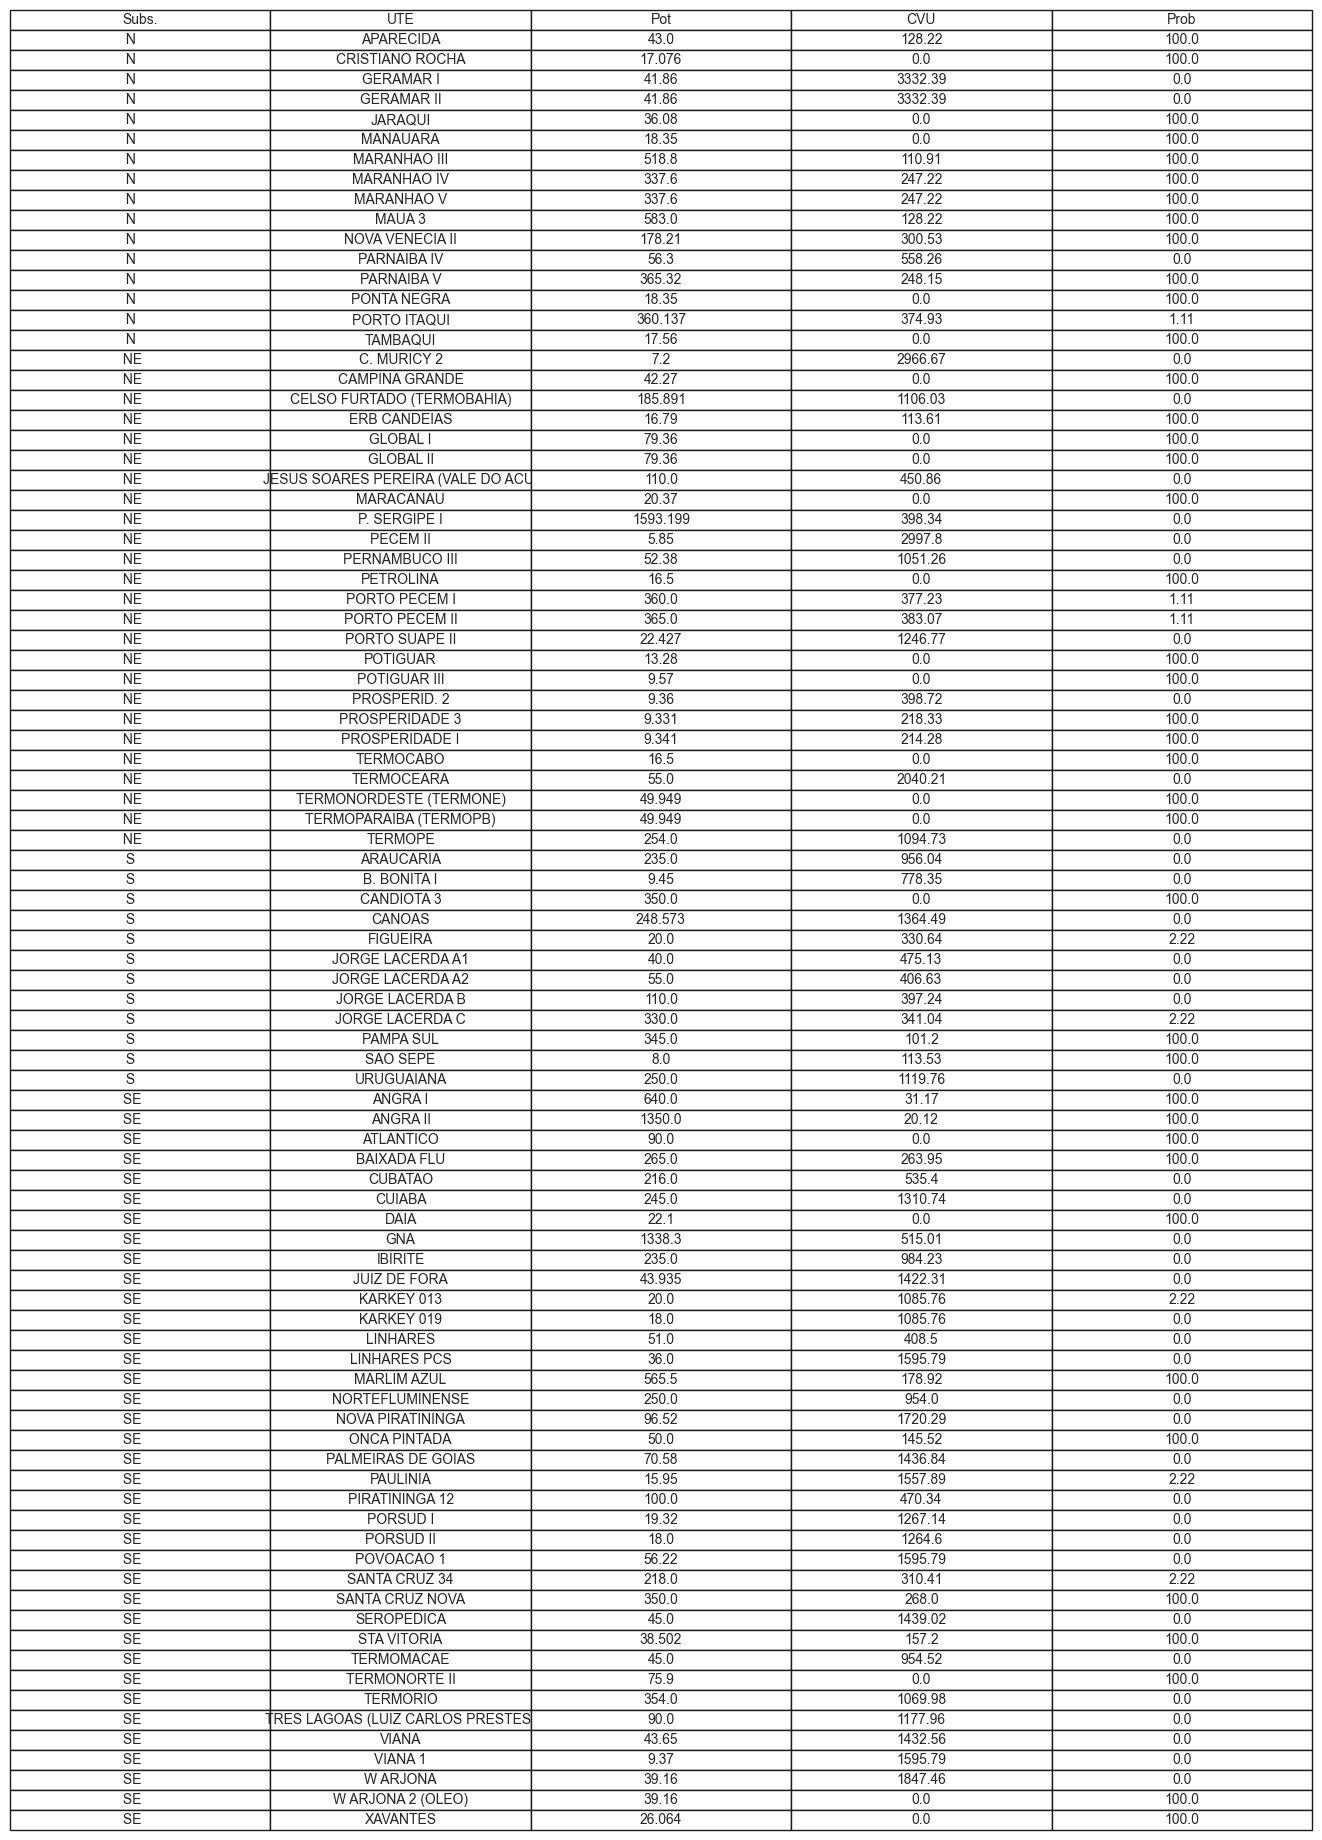 Subs. UTE Pot CVU Prob
N APARECIDA 43.0 128.22 100.0
N CRISTIANO ROCHA 17.076 0.0 100.0
N GERAMAR I 41.86 3332.39 0.0
N GERAMAR II 41.86 3332.39 0.0
N JARAQUI 36.08 0.0 100.0
N MANAUARA 18.35 0.0 100.0
N MARANHAO III 518.8 110.91 100.0
N MARANHAO IV 337.6 247.22 100.0
N MARANHAO V 337.6 247.22 100.0
N MAUA 3 583.0 128.22 100.0
N NOVA VENECIA II 178.21 300.53 100.0
N PARNAIBA IV 56.3 558.26 0.0
N PARNAIBA V 365.32 248.15 100.0
N PONTA NEGRA 18.35 0.0 100.0
N PORTO ITAQUI 360.137 374.93 1.11
N TAMBAQUI 17.56 0.0 100.0
NE C. MURICY 2 7.2 2966.67 0.0
NE CAMPINA GRANDE 42.27 0.0 100.0
NE CELSO FURTADO (TERMOBAHIA) 185.891 1106.03 0.0
NE ERB CANDEIAS 16.79 113.61 100.0
NE GLOBAL I 79.36 0.0 100.0
NE GLOBAL II 79.36 0.0 100.0
NE JESUS SOARES PEREIRA (VALE DO ACU 110.0 450.86 0.0
NE MARACANAU 20.37 0.0 100.0
NE P. SERGIPE I 1593.199 398.34 0.0
NE PECEM II 5.85 2997.8 0.0
NE PERNAMBUCO III 52.38 1051.26 0.0
NE PETROLINA 16.5 0.0 100.0
NE PORTO PECEM I 360.0 377.23 1.11
NE PORTO PECEM II 365.0 383.07 1.11
NE PORTO SUAPE II 22.427 1246.77 0.0
NE POTIGUAR 13.28 0.0 100.0
NE POTIGUAR III 9.57 0.0 100.0
NE PROSPERID. 2 9.36 398.72 0.0
NE PROSPERIDADE 3 9.331 218.33 100.0
NE PROSPERIDADE I 9.341 214.28 100.0
NE TERMOCABO 16.5 0.0 100.0
NE TERMOCEARA 55.0 2040.21 0.0
NE TERMONORDESTE (TERMONE) 49.949 0.0 100.0
NE TERMOPARAIBA (TERMOPB) 49.949 0.0 100.0
NE TERMOPE 254.0 1094.73 0.0
S ARAUCARIA 235.0 956.04 0.0
S B. BONITA I 9.45 778.35 0.0
S CANDIOTA 3 350.0 0.0 100.0
S CANOAS 248.573 1364.49 0.0
S FIGUEIRA 20.0 330.64 2.22
S JORGE LACERDA A1 40.0 475.13 0.0
S JORGE LACERDA A2 55.0 406.63 0.0
S JORGE LACERDA B 110.0 397.24 0.0
S JORGE LACERDA C 330.0 341.04 2.22
S PAMPA SUL 345.0 101.2 100.0
S SAO SEPE 8.0 113.53 100.0
S URUGUAIANA 250.0 1119.76 0.0
SE ANGRA I 640.0 31.17 100.0
SE ANGRA II 1350.0 20.12 100.0
SE ATLANTICO 90.0 0.0 100.0
SE BAIXADA FLU 265.0 263.95 100.0
SE CUBATAO 216.0 535.4 0.0
SE CUIABA 245.0 1310.74 0.0
SE DAIA 22.1 0.0 100.0
SE GNA 1338.3 515.01 0.0
SE IBIRITE 235.0 984.23 0.0
SE JUIZ DE FORA 43.935 1422.31 0.0
SE KARKEY 013 20.0 1085.76 2.22
SE KARKEY 019 18.0 1085.76 0.0
SE LINHARES 51.0 408.5 0.0
SE LINHARES PCS 36.0 1595.79 0.0
SE MARLIM AZUL 565.5 178.92 100.0
SE NORTEFLUMINENSE 250.0 954.0 0.0
SE NOVA PIRATININGA 96.52 1720.29 0.0
SE ONCA PINTADA 50.0 145.52 100.0
SE PALMEIRAS DE GOIAS 70.58 1436.84 0.0
SE PAULINIA 15.95 1557.89 2.22
SE PIRATININGA 12 100.0 470.34 0.0
SE PORSUD I 19.32 1267.14 0.0
SE PORSUD II 18.0 1264.6 0.0
SE POVOACAO 1 56.22 1595.79 0.0
SE SANTA CRUZ 34 218.0 310.41 2.22
SE SANTA CRUZ NOVA 350.0 268.0 100.0
SE SEROPEDICA 45.0 1439.02 0.0
SE STA VITORIA 38.502 157.2 100.0
SE TERMOMACAE 45.0 954.52 0.0
SE TERMONORTE II 75.9 0.0 100.0
SE TERMORIO 354.0 1069.98 0.0
SE TRES LAGOAS (LUIZ CARLOS PRESTES 90.0 1177.96 0.0
SE VIANA 43.65 1432.56 0.0
SE VIANA 1 9.37 1595.79 0.0
SE W ARJONA 39.16 1847.46 0.0
SE W ARJONA 2 (OLEO) 39.16 0.0 100.0
SE XAVANTES 26.064 0.0 100.0